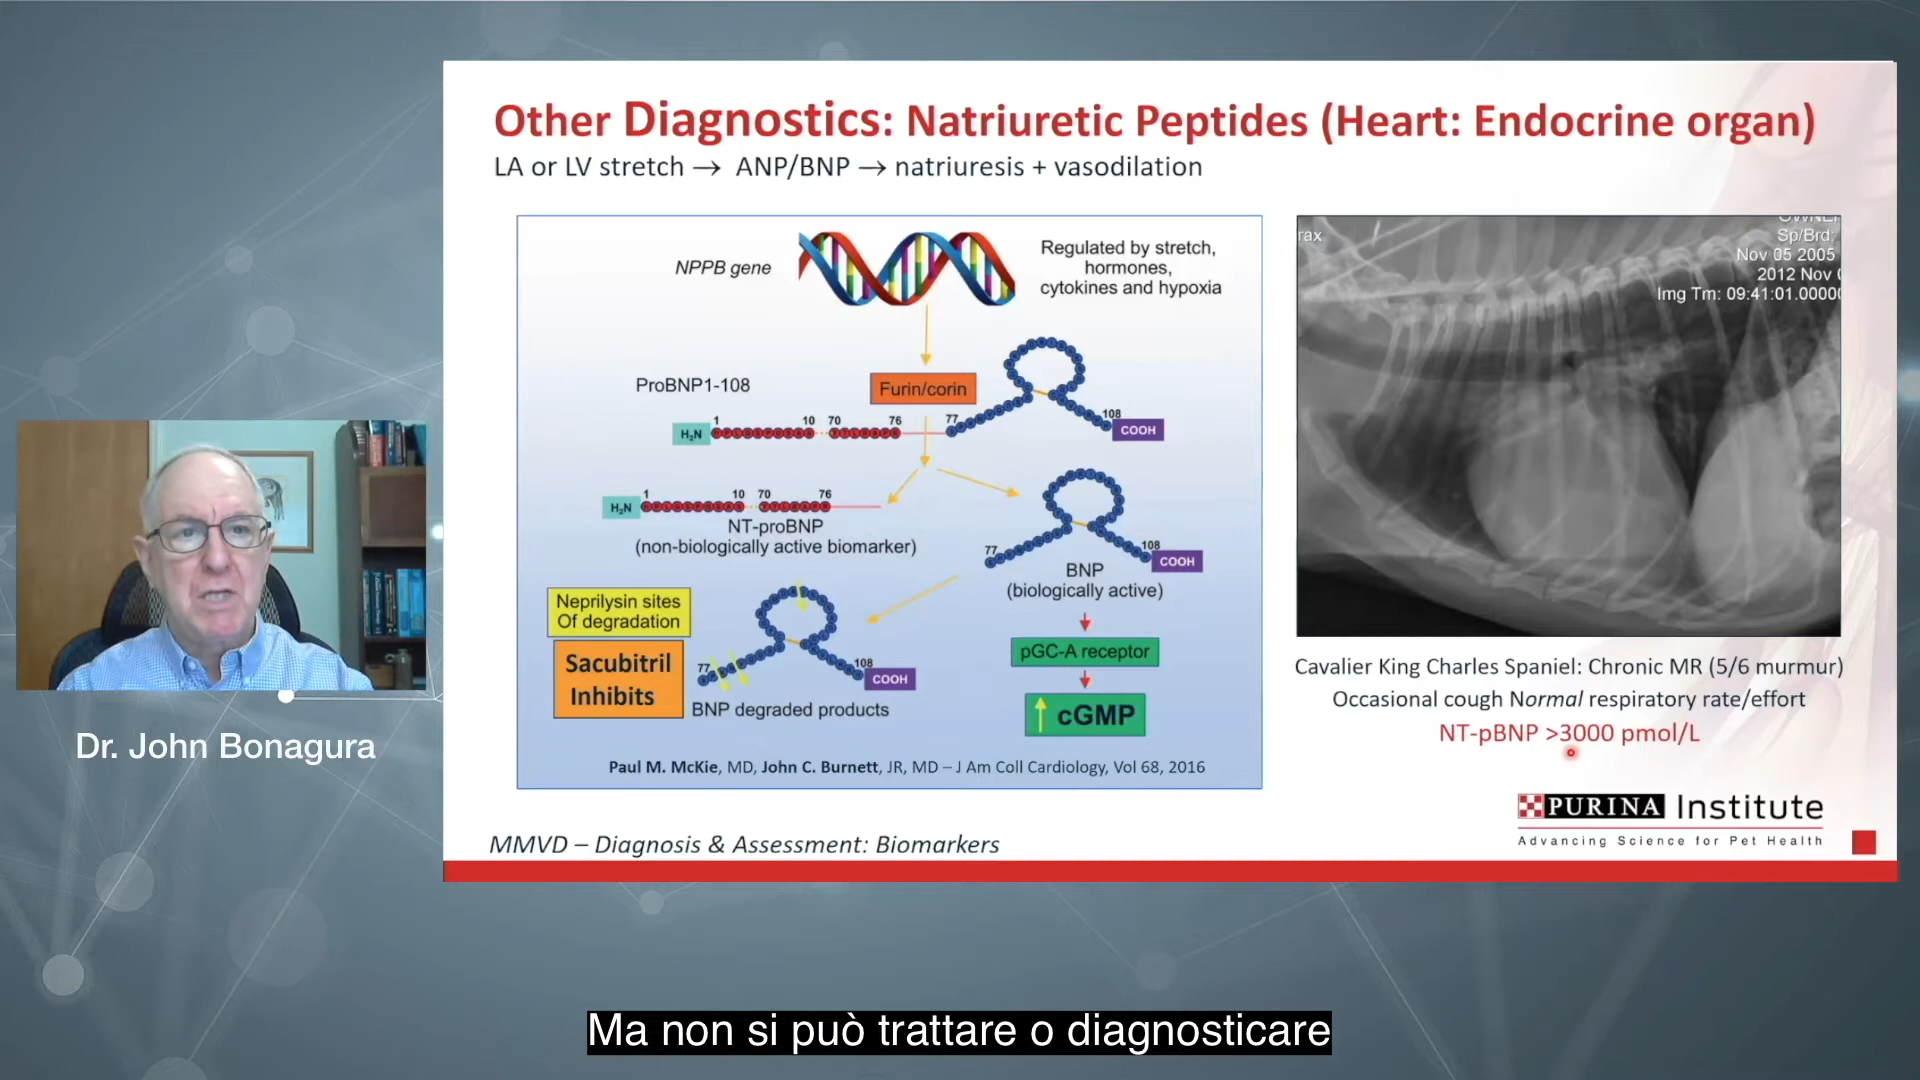 Other Diagnostics: Natriuretic Peptides (Heart: Endocrine organ)
LA or LV stretch → ANP/BNP → natriuresis + vasodilation
NPPB gene
Regulated by stretch,
hormones,
cytokines and hypoxia
ProBNP1-108
Furin/corin
H₂N
1
10
70
76
77
108
COOH
H₂N
1
10
70
76
NT-proBNP
(non-biologically active biomarker)
77
108
COOH
BNP
(biologically active)
Neprilysin sites
Of degradation
Sacubitril
Inhibits
77
108
COOH
BNP degraded products
pGC-A receptor
cGMP
Paul M. McKie, MD, John C. Burnett, JR, MD – J Am Coll Cardiology, Vol 68, 2016
rax
Sp/Brd:
Nov 05 2005
2012 Nov
Img Tm: 09:41:01.0000
Cavalier King Charles Spaniel: Chronic MR (5/6 murmur)
Occasional cough Normal respiratory rate/effort
NT-pBNP >3000 pmol/L
PURINA Institute
Advancing Science for Pet Health
MMVD – Diagnosis & Assessment: Biomarkers
Dr. John Bonagura
Ma non si può trattare o diagnosticare